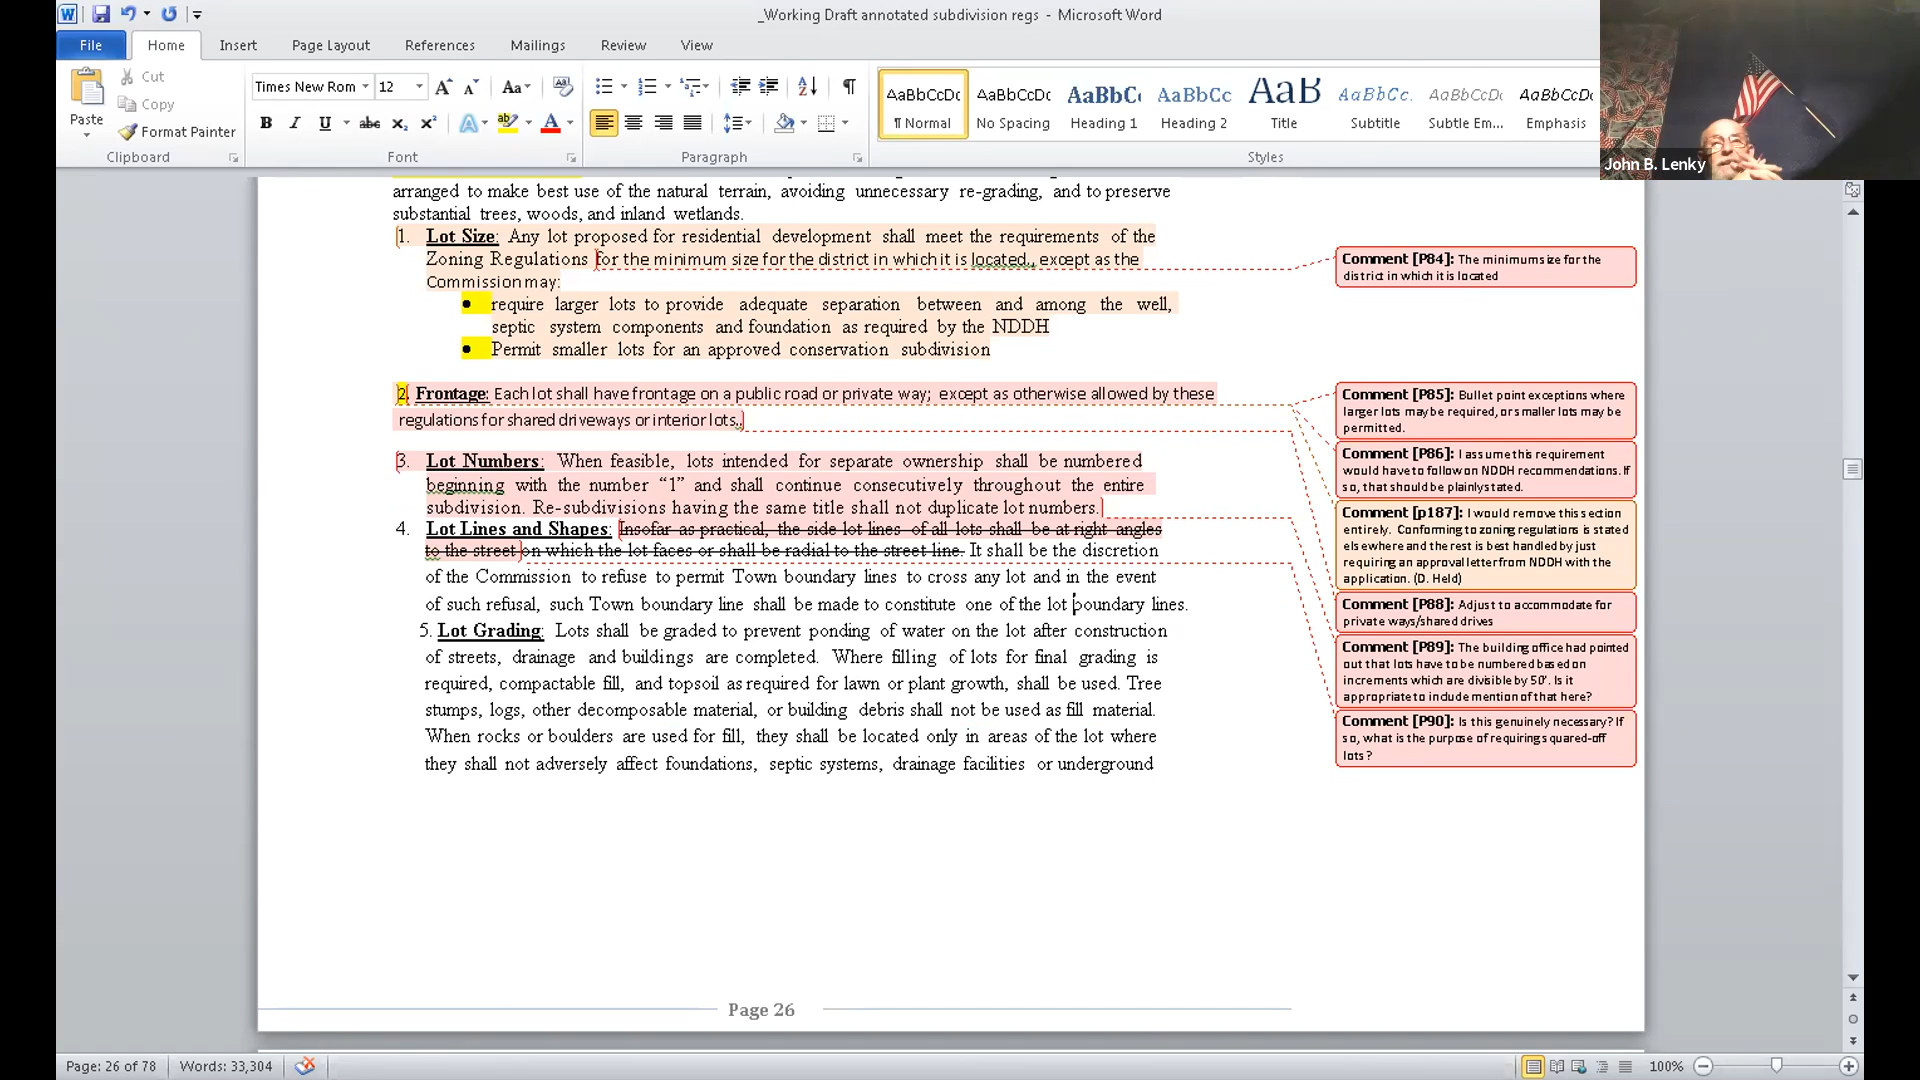 _Working Draft annotated subdivision regs - Microsoft Word
File Home Insert Page Layout References Mailings Review View
Paste
Cut
Copy
Format Painter
Clipboard
Times New Rom 12
Font
Paragraph
AaBbCcDc AaBbCcDc AaBbC AaBbCc AaB AaBbCc. AaBbCcDc AaBbCcDc
¶ Normal No Spacing Heading 1 Heading 2 Title Subtitle Subtle Em... Emphasis
Styles
John B. Lenky
arranged to make best use of the natural terrain, avoiding unnecessary re-grading, and to preserve
substantial trees, woods, and inland wetlands.
1. Lot Size: Any lot proposed for residential development shall meet the requirements of the
Zoning Regulations for the minimum size for the district in which it is located., except as the
Commission may:
• require larger lots to provide adequate separation between and among the well,
septic system components and foundation as required by the NDDH
• Permit smaller lots for an approved conservation subdivision
2. Frontage: Each lot shall have frontage on a public road or private way; except as otherwise allowed by these
regulations for shared driveways or interior lots..
3. Lot Numbers: When feasible, lots intended for separate ownership shall be numbered
beginning with the number “1” and shall continue consecutively throughout the entire
subdivision. Re-subdivisions having the same title shall not duplicate lot numbers.
4. Lot Lines and Shapes: Insofar as practical, the side lot lines of all lots shall be at right angles
to the street on which the lot faces or shall be radial to the street line. It shall be the discretion
of the Commission to refuse to permit Town boundary lines to cross any lot and in the event
of such refusal, such Town boundary line shall be made to constitute one of the lot boundary lines.
5. Lot Grading: Lots shall be graded to prevent ponding of water on the lot after construction
of streets, drainage and buildings are completed. Where filling of lots for final grading is
required, compactable fill, and topsoil as required for lawn or plant growth, shall be used. Tree
stumps, logs, other decomposable material, or building debris shall not be used as fill material.
When rocks or boulders are used for fill, they shall be located only in areas of the lot where
they shall not adversely affect foundations, septic systems, drainage facilities or underground
Comment [P84]: The minimum size for the
district in which it is located
Comment [P85]: Bullet point exceptions where
larger lots may be required, or smaller lots may be
permitted.
Comment [P86]: I assume this requirement
would have to follow on NDDH recommendations. If
so, that should be plainly stated.
Comment [p187]: I would remove this section
entirely. Conforming to zoning regulations is stated
elsewhere and the rest is best handled by just
requiring an approval letter from NDDH with the
application. (D. Held)
Comment [P88]: Adjust to accommodate for
private ways/shared drives
Comment [P89]: The building office had pointed
out that lots have to be numbered based on
increments which are divisible by 50'. Is it
appropriate to include mention of that here?
Comment [P90]: Is this genuinely necessary? If
so, what is the purpose of requiring squared-off
lots?
Page 26
Page: 26 of 78 Words: 33,304 100%